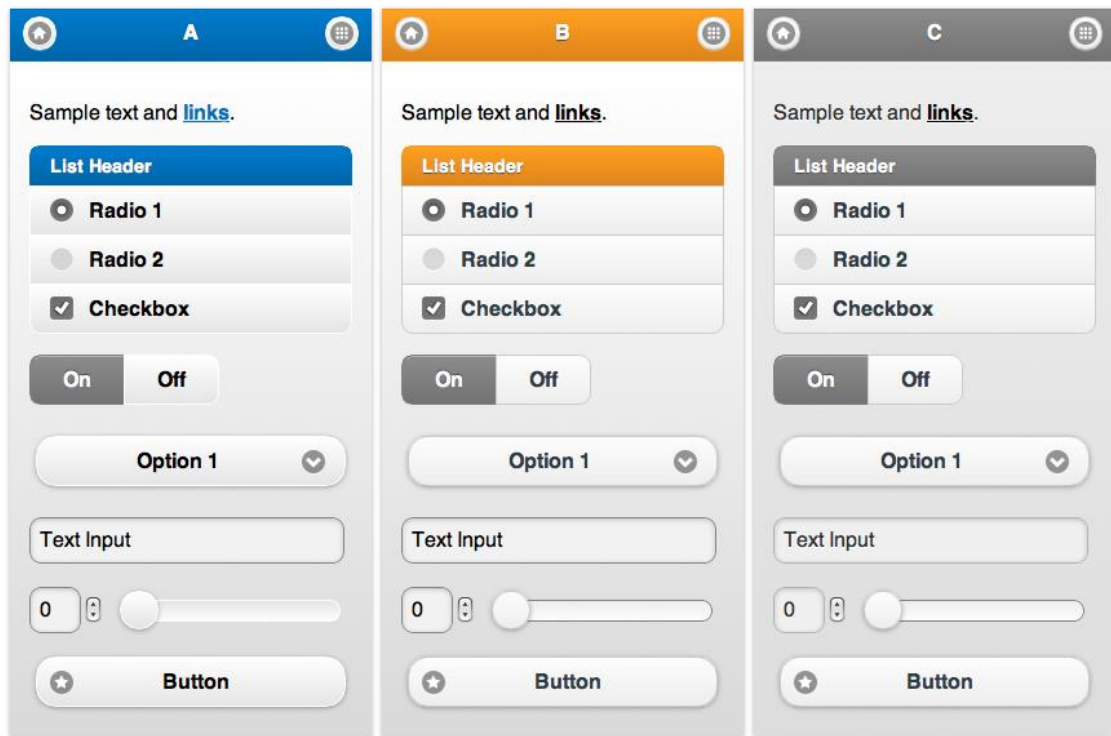 A
Sample text and links.
List Header
Radio 1
Radio 2
Checkbox
On Off
Option 1
Text Input
0
Button
B
Sample text and links.
List Header
Radio 1
Radio 2
Checkbox
On Off
Option 1
Text Input
0
Button
C
Sample text and links.
List Header
Radio 1
Radio 2
Checkbox
On Off
Option 1
Text Input
0
Button